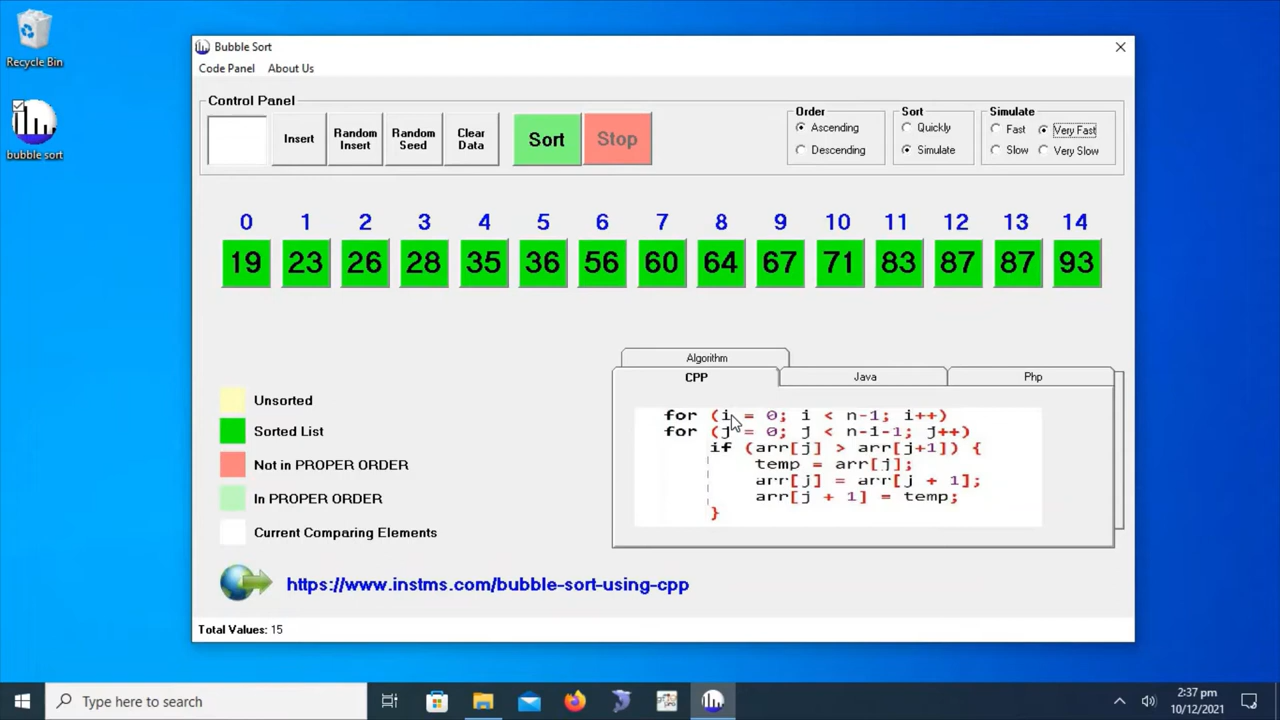 Recycle Bin
bubble sort
Bubble Sort
Code Panel About Us
Control Panel
Insert
Random Insert
Random Seed
Clear Data
Sort
Stop
Order
Ascending
Descending
Sort
Quickly
Simulate
Simulate
Fast Very Fast
Slow Very Slow
0 1 2 3 4 5 6 7 8 9 10 11 12 13 14
19 23 26 28 35 36 56 60 64 67 71 83 87 87 93
Unsorted
Sorted List
Not in PROPER ORDER
In PROPER ORDER
Current Comparing Elements
Algorithm
CPP Java Php
for (i = 0; i < n-1; i++)
for (j = 0; j < n-i-1; j++)
if (arr[j] > arr[j+1]) {
temp = arr[j];
arr[j] = arr[j + 1];
arr[j + 1] = temp;
}
https://www.instms.com/bubble-sort-using-cpp
Total Values: 15
Type here to search
2:37 pm
10/12/2021